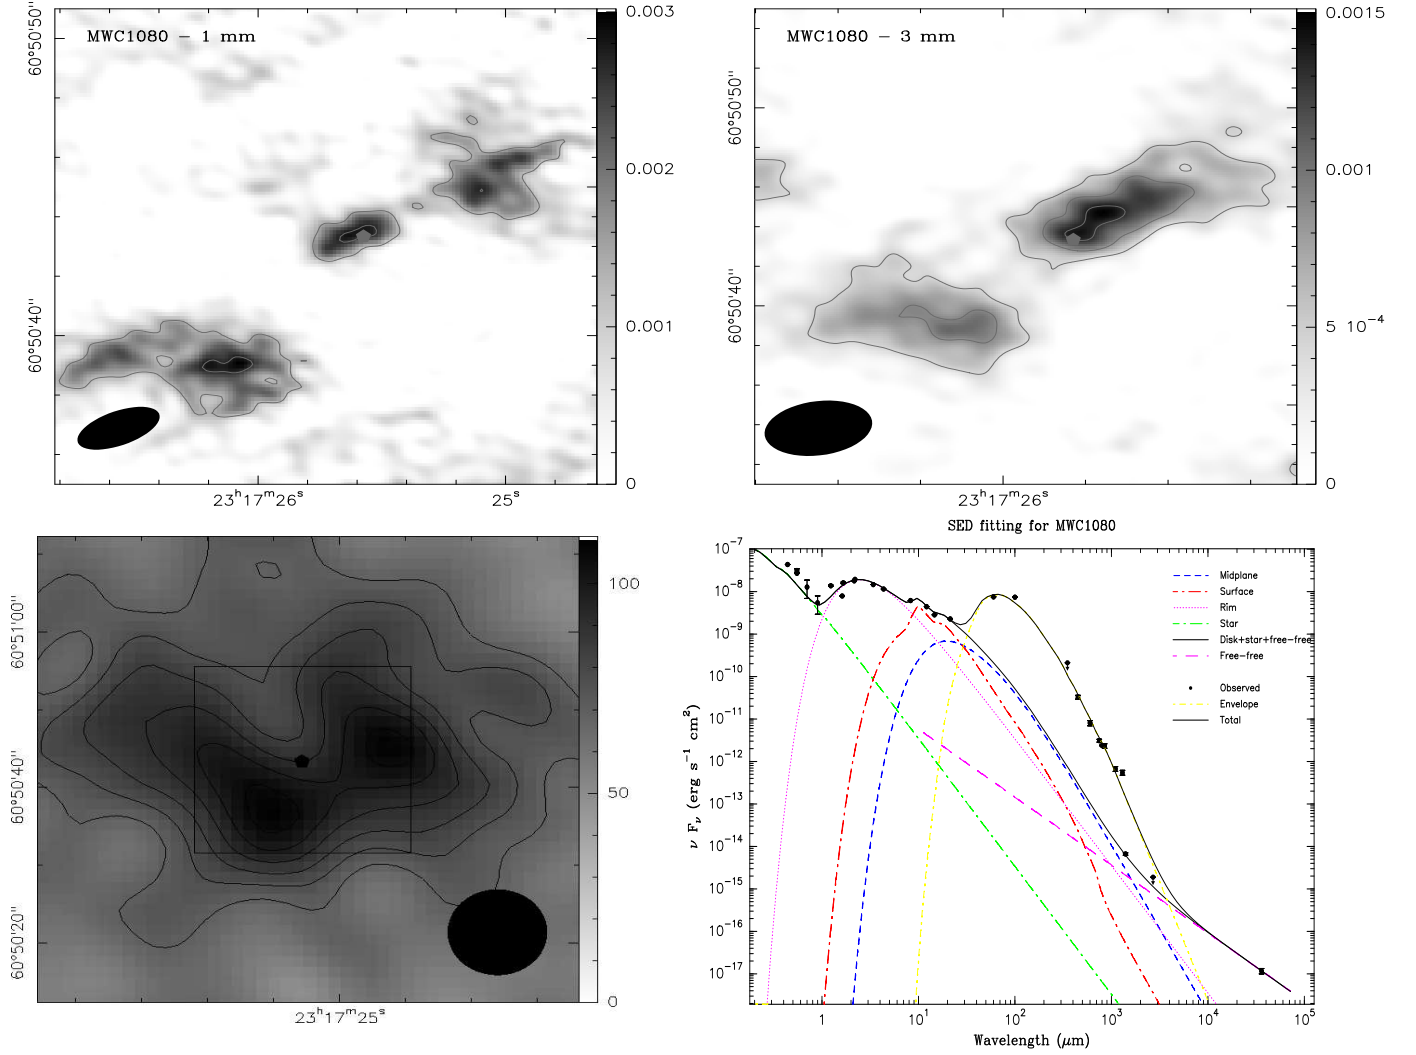 MWC1080 − 1 mm
60°50'50''
60°50'40''
23ʰ17ᵐ26ˢ
25ˢ
0.003
0.002
0.001
0
MWC1080 − 3 mm
60°50'50''
60°50'40''
23ʰ17ᵐ26ˢ
0.0015
0.001
5 10⁻⁴
0
60°51'00''
60°50'40''
60°50'20''
23ʰ17ᵐ25ˢ
100
50
0
SED fitting for MWC1080
ν Fᵥ (erg s⁻¹ cm²)
10⁻⁷
10⁻⁸
10⁻⁹
10⁻¹⁰
10⁻¹¹
10⁻¹²
10⁻¹³
10⁻¹⁴
10⁻¹⁵
10⁻¹⁶
10⁻¹⁷
Midplane
Surface
Rim
Star
Disk+star+free−free
Free−free
Observed
Envelope
Total
1 10¹ 10² 10³ 10⁴ 10⁵
Wavelength (μm)